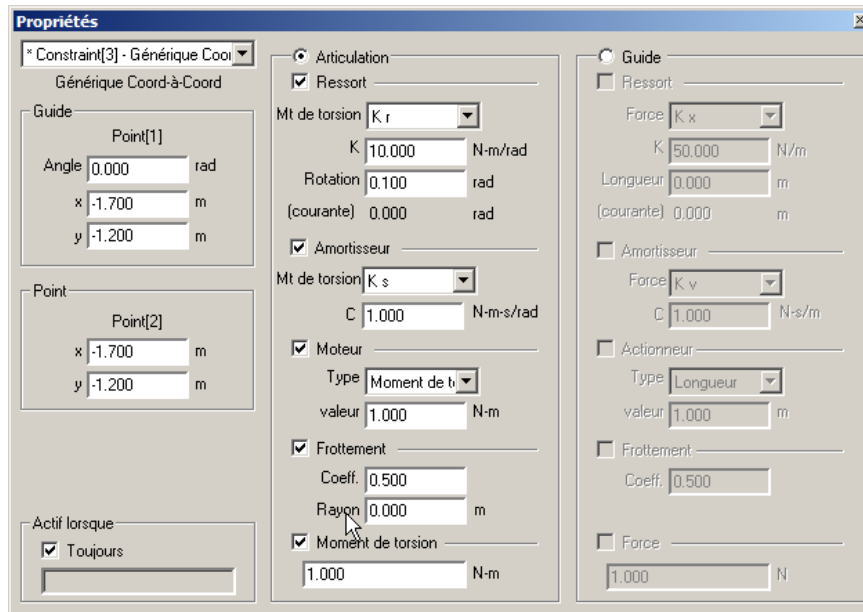 Propriétés
* Constraint[3] - Générique Cooi
Générique Coord-à-Coord
Guide
Point[1]
Angle 0.000 rad
x -1.700 m
y -1.200 m
Point
Point[2]
x -1.700 m
y -1.200 m
Actif lorsque
Toujours
Articulation
Ressort
Mt de torsion K r
K 10.000 N-m/rad
Rotation 0.100 rad
(courante) 0.000 rad
Amortisseur
Mt de torsion K s
C 1.000 N-m-s/rad
Moteur
Type Moment de t
valeur 1.000 N-m
Frottement
Coeff. 0.500
Rayon 0.000 m
Moment de torsion
1.000 N-m
Guide
Ressort
Force K x
K 50.000 N/m
Longueur 0.000 m
(courante) 0.000 m
Amortisseur
Force K v
C 1.000 N-s/m
Actionneur
Type Longueur
valeur 1.000 m
Frottement
Coeff. 0.500
Force
1.000 N